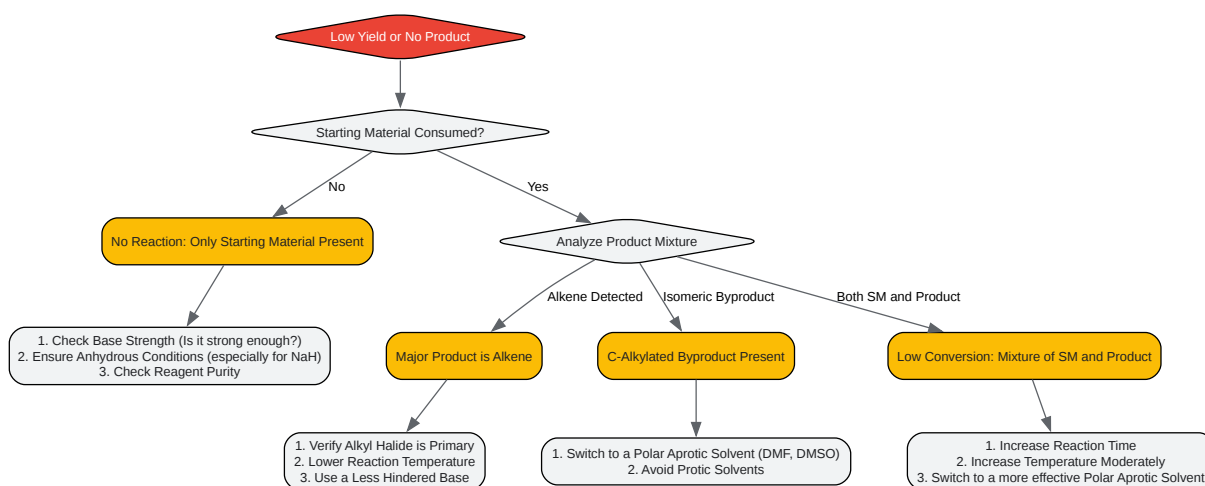 Low Yield or No Product
Starting Material Consumed?
No
Yes
No Reaction: Only Starting Material Present
Analyze Product Mixture
Alkene Detected
Isomeric Byproduct
Both SM and Product
1. Check Base Strength (Is it strong enough?)
2. Ensure Anhydrous Conditions (especially for NaH)
3. Check Reagent Purity
Major Product is Alkene
C-Alkylated Byproduct Present
Low Conversion: Mixture of SM and Product
1. Verify Alkyl Halide is Primary
2. Lower Reaction Temperature
3. Use a Less Hindered Base
1. Switch to a Polar Aprotic Solvent (DMF, DMSO)
2. Avoid Protic Solvents
1. Increase Reaction Time
2. Increase Temperature Moderately
3. Switch to a more effective Polar Aprotic Solvent